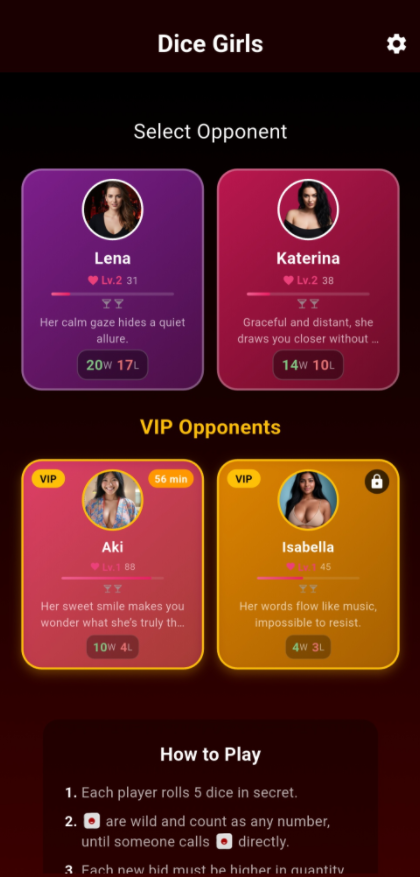 Dice Girls
Select Opponent
Lena
Lv.2 31
Her calm gaze hides a quiet
allure.
20W 17L
Katerina
Lv.2 38
Graceful and distant, she
draws you closer without ...
14W 10L
VIP Opponents
VIP
56 min
Aki
Lv.1 88
Her sweet smile makes you
wonder what she's truly th...
10W 4L
VIP
Isabella
45
Her words flow like music,
impossible to resist.
4W 3L
How to Play
1. Each player rolls 5 dice in secret.
2. are wild and count as any number,
until someone calls directly.
3. Each new bid must be higher in quantity